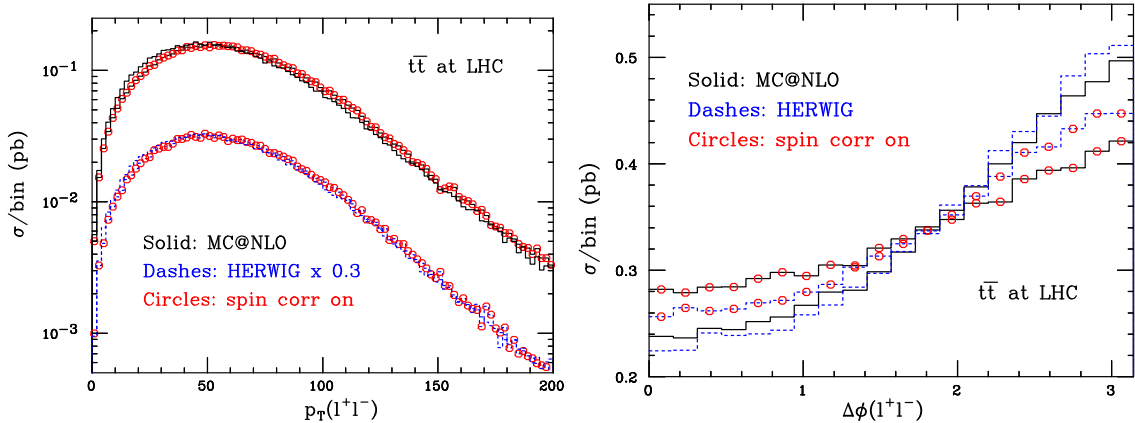 10⁻¹
10⁻²
10⁻³
σ/bin (pb)
tt̅ at LHC
Solid: MC@NLO
Dashes: HERWIG x 0.3
Circles: spin corr on
0 50 100 150 200
p_T(l⁺l⁻)
0.5
0.4
0.3
0.2
σ/bin (pb)
Solid: MC@NLO
Dashes: HERWIG
Circles: spin corr on
tt̅ at LHC
0 1 2 3
Δϕ(l⁺l⁻)